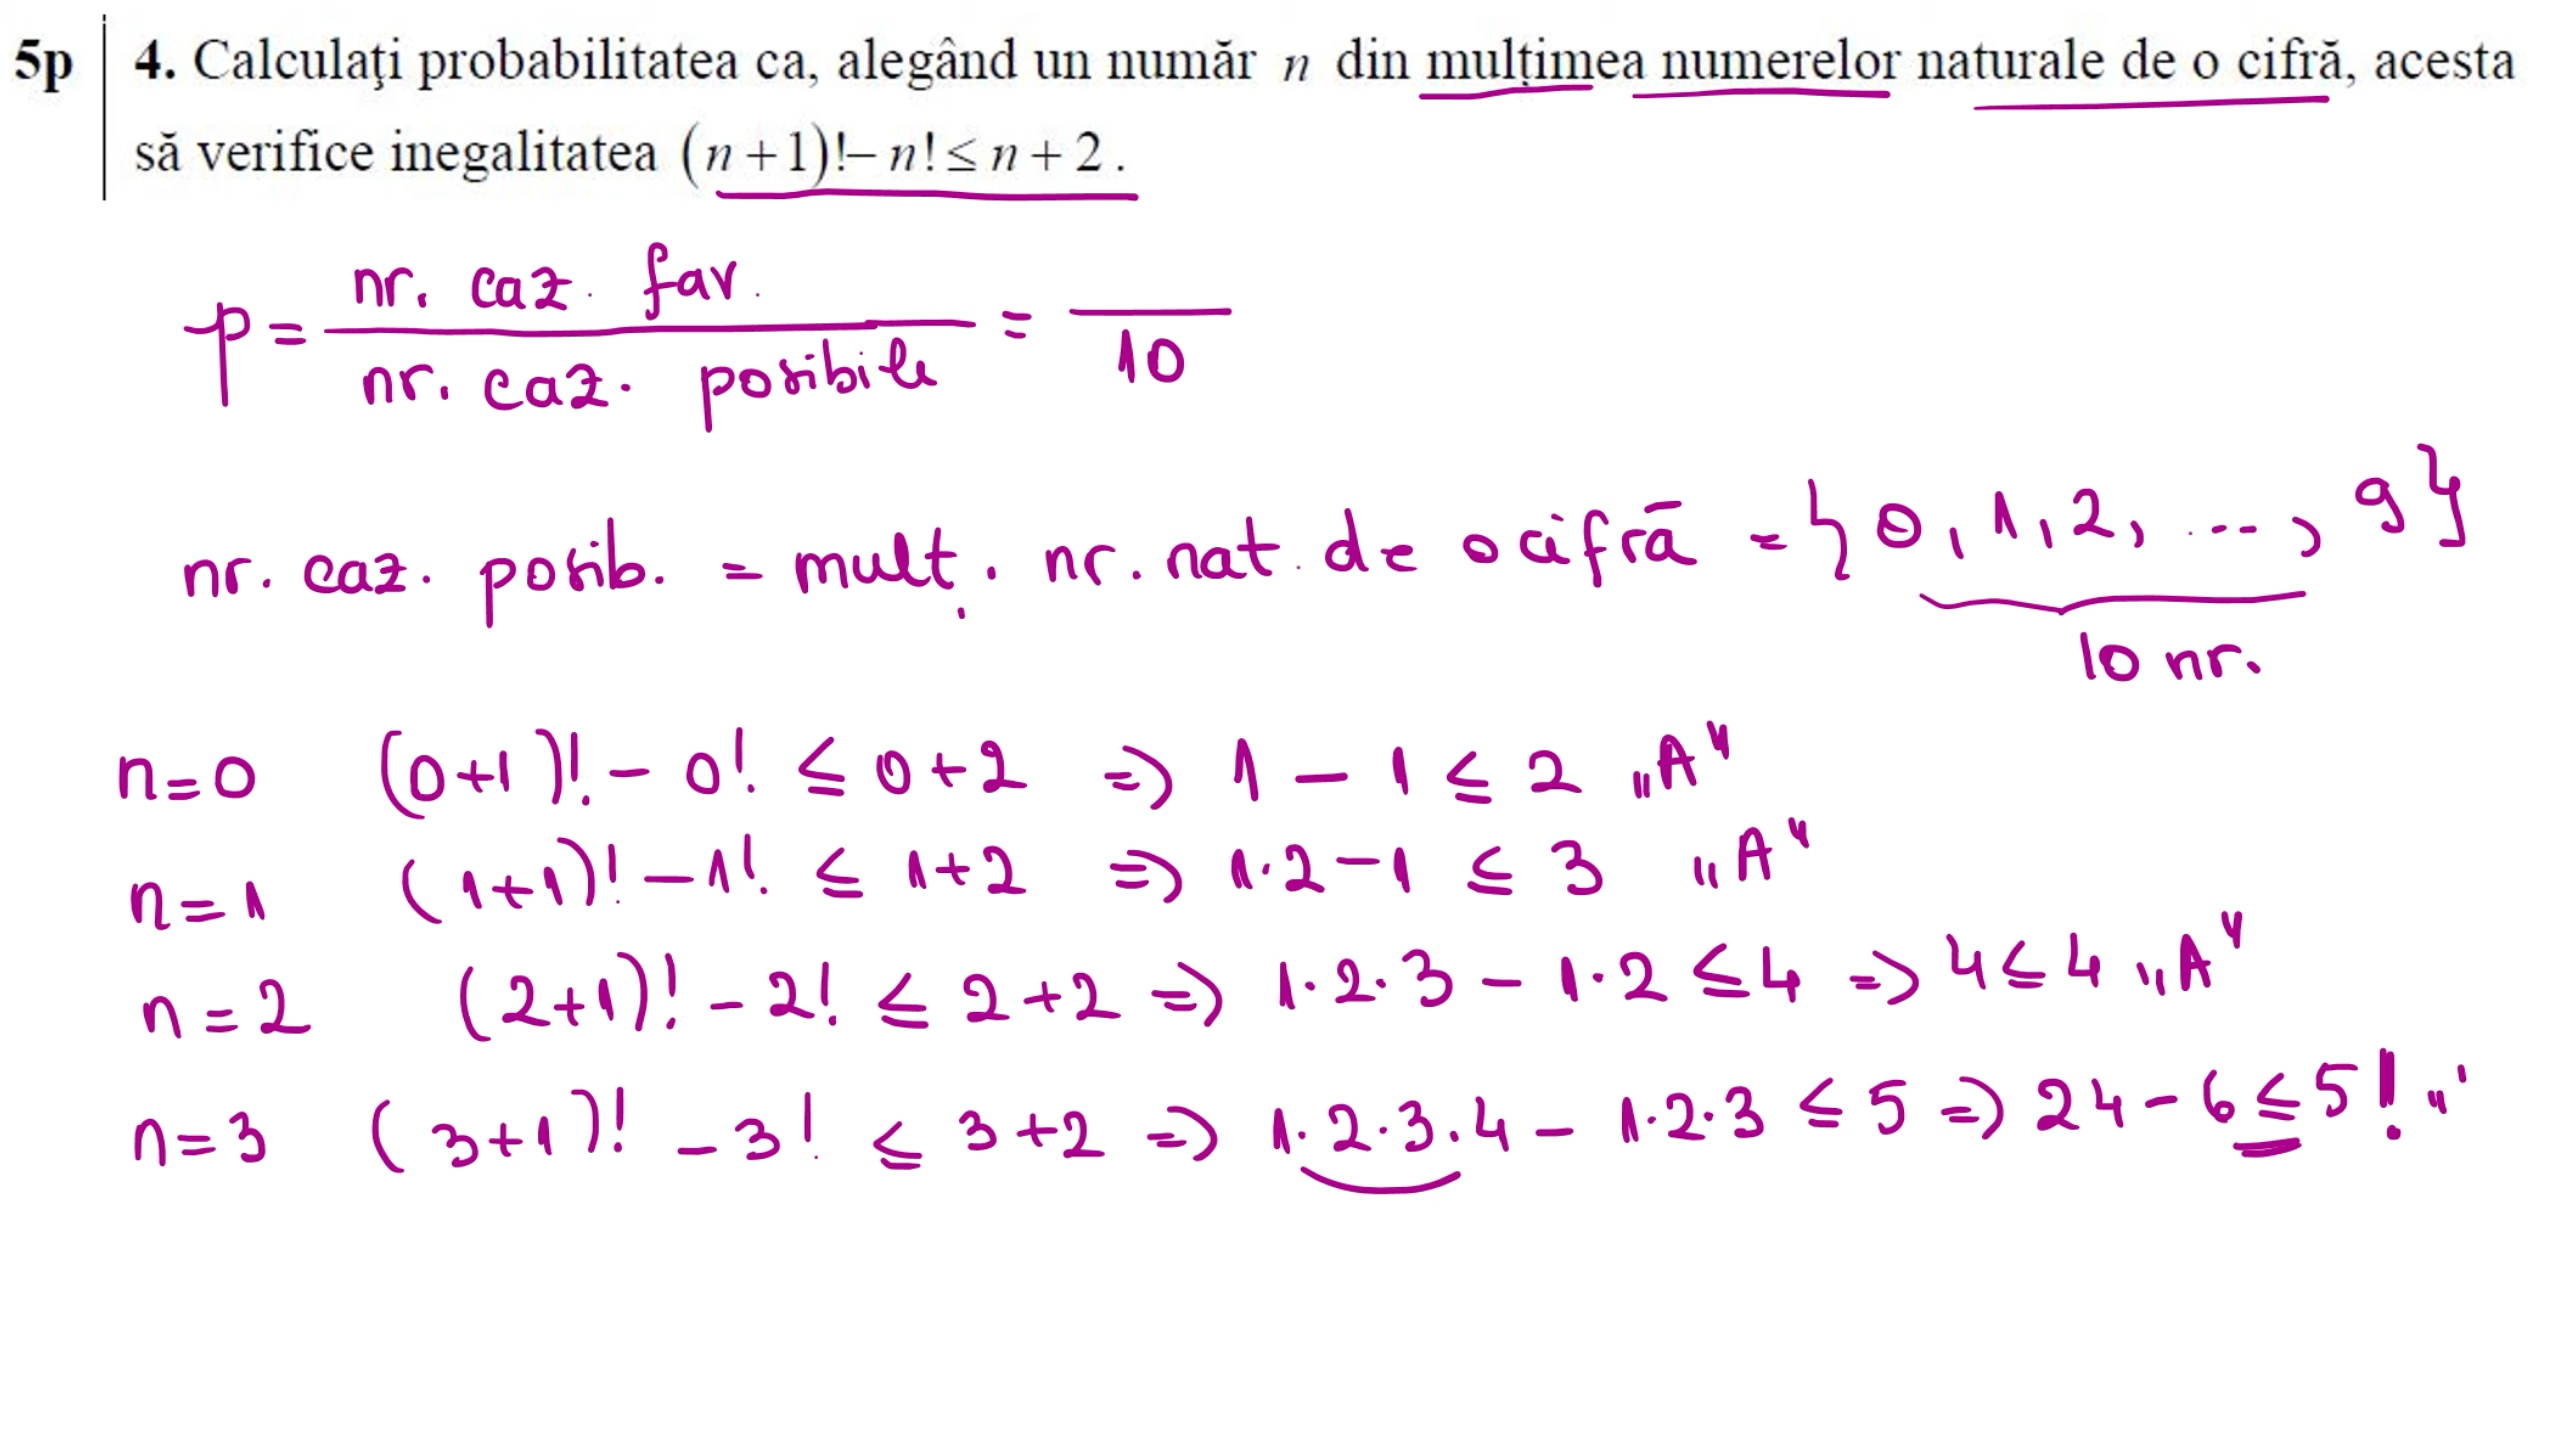 5p 4. Calculaţi probabilitatea ca, alegând un număr n din mulţimea numerelor naturale de o cifră, acesta
să verifice inegalitatea (n+1)!−n!≤n+2.
p = nr. caz. fav. / nr. caz. posibile = / 10
nr. caz. posib. = mulţ. nr. nat. de o cifră = {0, 1, 2, ..., 9}
10 nr.
n=0 (0+1)! − 0! ≤ 0+2 ⇒ 1 − 1 ≤ 2 „A"
n=1 (1+1)! − 1! ≤ 1+2 ⇒ 1·2 − 1 ≤ 3 „A"
n=2 (2+1)! − 2! ≤ 2+2 ⇒ 1·2·3 − 1·2 ≤ 4 ⇒ 4 ≤ 4 „A"
n=3 (3+1)! − 3! ≤ 3+2 ⇒ 1·2·3·4 − 1·2·3 ≤ 5 ⇒ 24 − 6 ≤ 5! „'